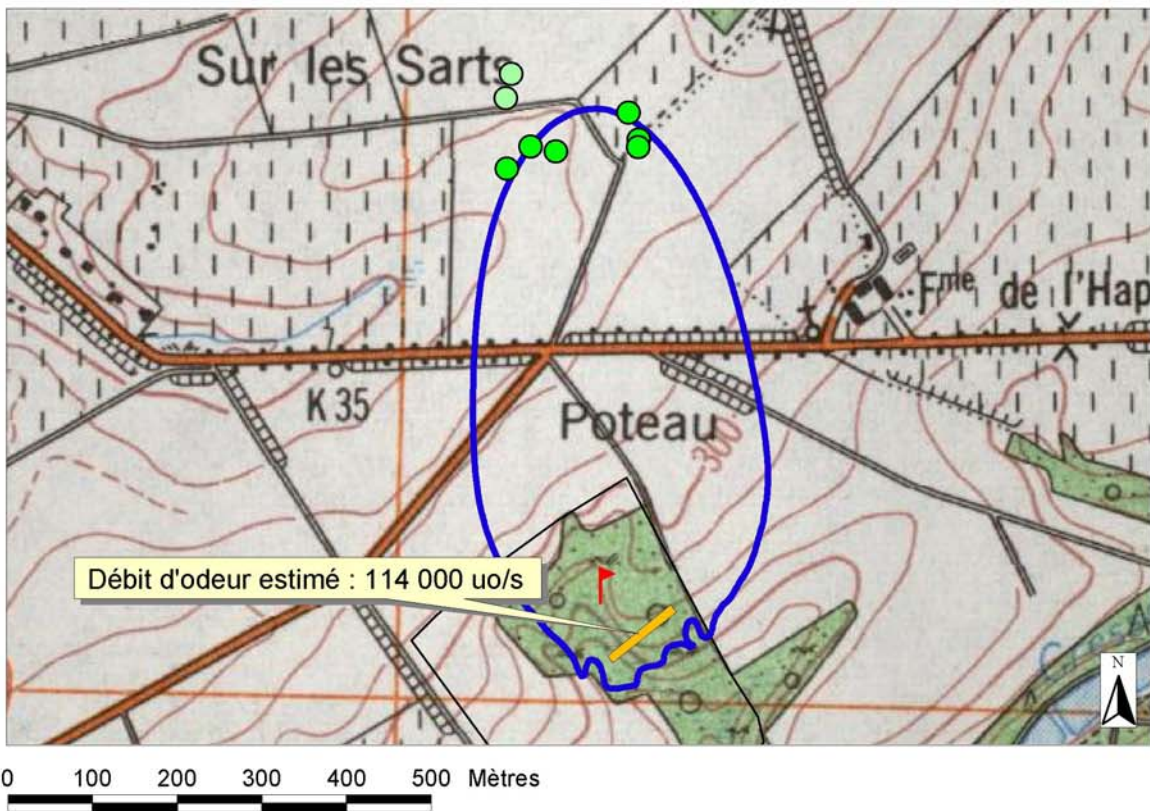 Sur les Sarts
Fme de l'Hap
K 35
Poteau
300
Débit d'odeur estimé : 114 000 uo/s
N
0 100 200 300 400 500 Mètres